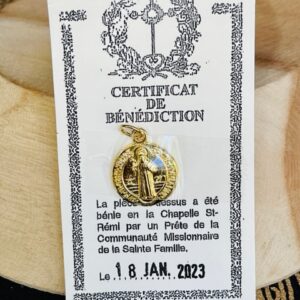 CERTIFICAT
DE
BÉNÉDICTION
La pièce dessus a été
bénie en la Chapelle St-
Rémi par un Prête de la
Communauté Missionnaire
de la Sainte Famille.
Le 18 JAN. 2023